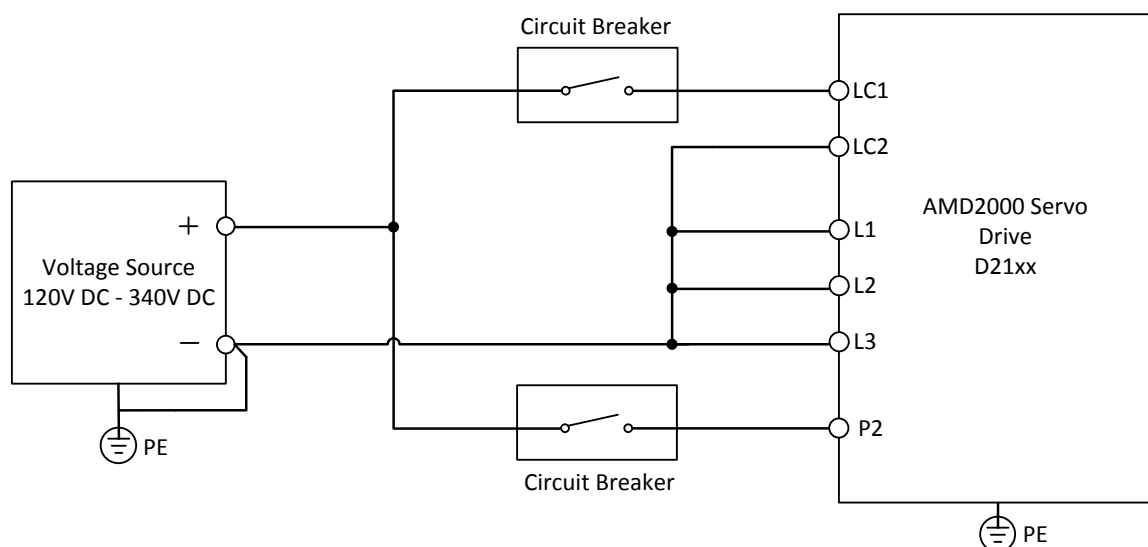 Circuit Breaker
LC1
LC2
+
Voltage Source
120V DC - 340V DC
−
L1
L2
L3
AMD2000 Servo
Drive
D21xx
P2
PE
Circuit Breaker
PE